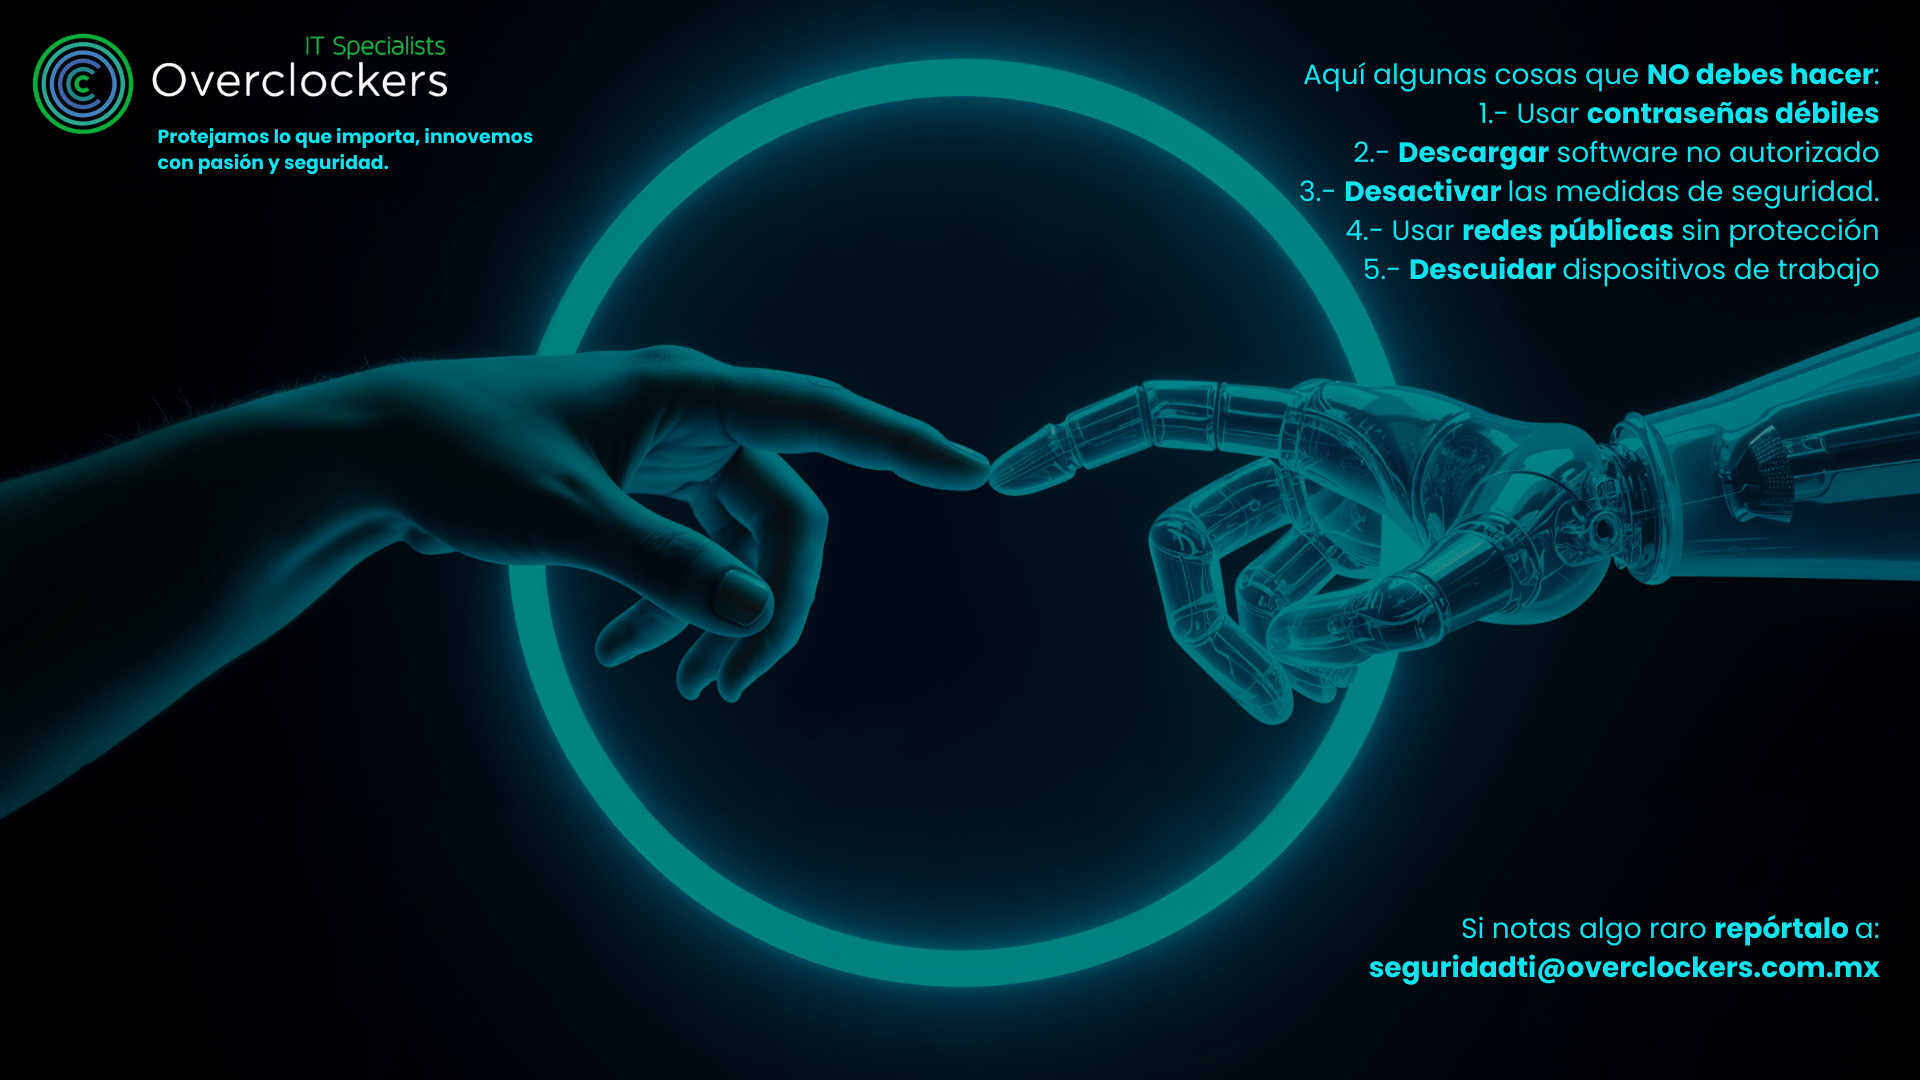 IT Specialists
Overclockers
Protejamos lo que importa, innovemos
con pasión y seguridad.
Aquí algunas cosas que NO debes hacer:
1.- Usar contraseñas débiles
2.- Descargar software no autorizado
3.- Desactivar las medidas de seguridad.
4.- Usar redes públicas sin protección
5.- Descuidar dispositivos de trabajo
Si notas algo raro repórtalo a:
seguridadti@overclockers.com.mx